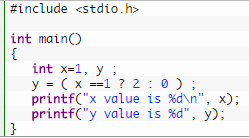 #include <stdio.h>
int main()
{
int x=1, y ;
y = ( x ==1 ? 2 : 0 ) ;
printf("x value is %d\n", x);
printf("y value is %d", y);
}